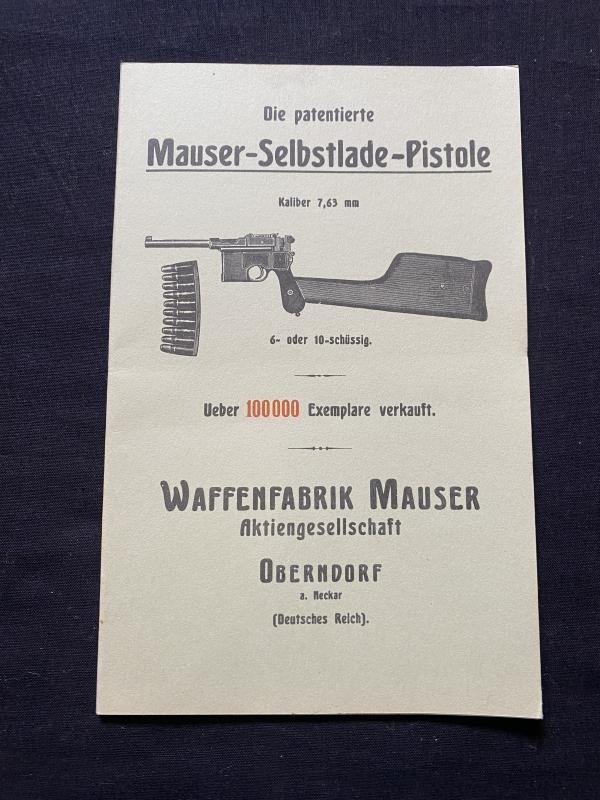 Die patentierte
Mauser-Selbstlade-Pistole
Kaliber 7,63 mm
6- oder 10-schüssig.
Ueber 100000 Exemplare verkauft.
WAFFENFABRIK MAUSER
Aktiengesellschaft
OBERNDORF
a. Neckar
(Deutsches Reich).